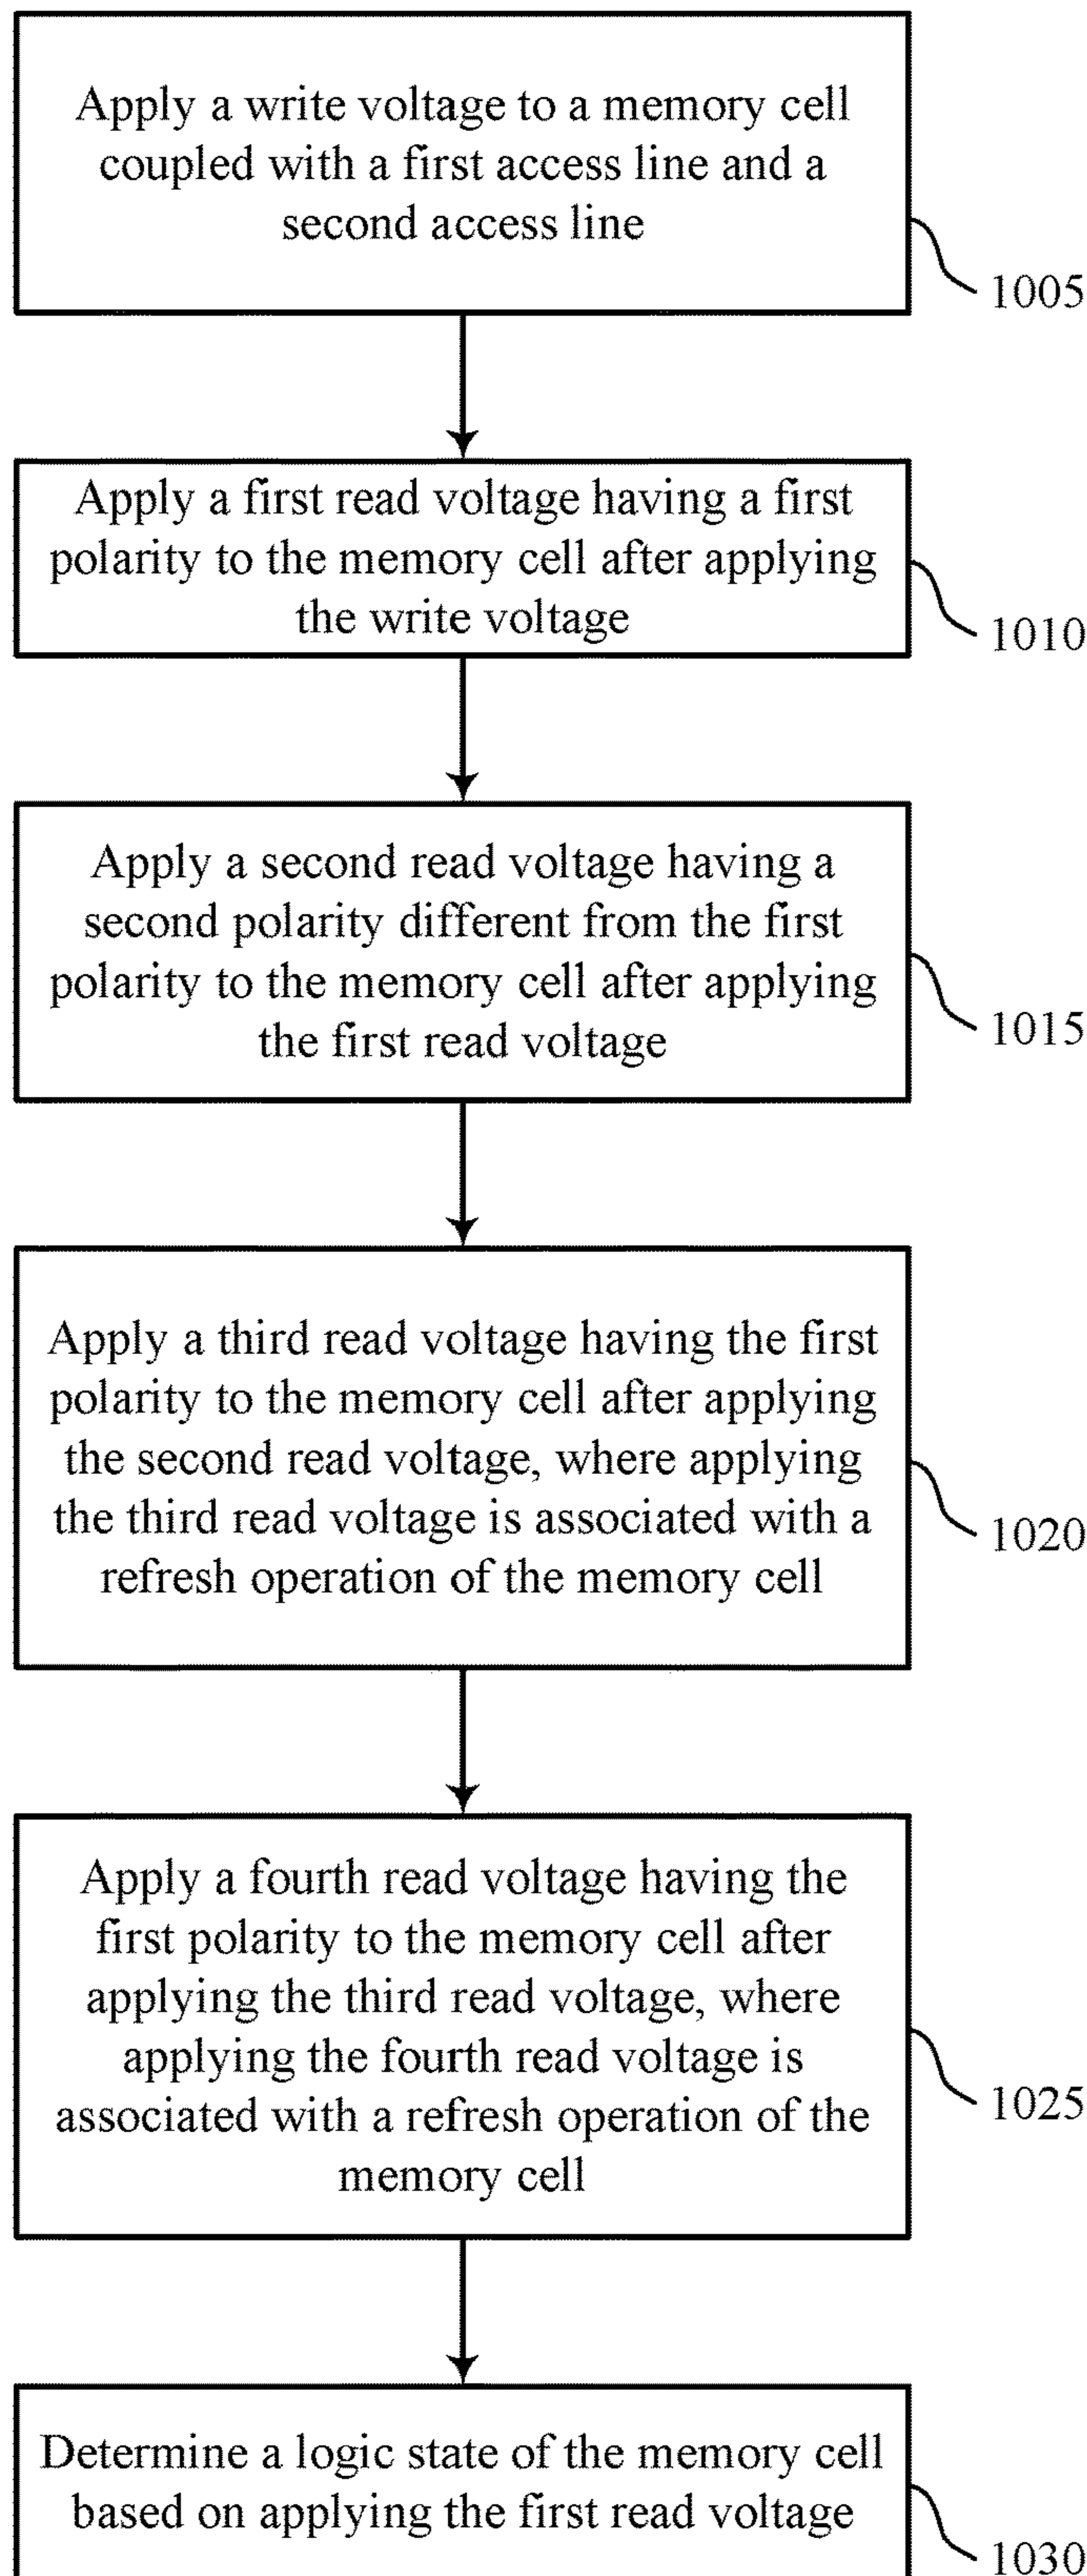 Apply a write voltage to a memory cell
coupled with a first access line and a
second access line
1005
Apply a first read voltage having a first
polarity to the memory cell after applying
the write voltage
1010
Apply a second read voltage having a
second polarity different from the first
polarity to the memory cell after applying
the first read voltage
1015
Apply a third read voltage having the first
polarity to the memory cell after applying
the second read voltage, where applying
the third read voltage is associated with a
refresh operation of the memory cell
1020
Apply a fourth read voltage having the
first polarity to the memory cell after
applying the third read voltage, where
applying the fourth read voltage is
associated with a refresh operation of the
memory cell
1025
Determine a logic state of the memory cell
based on applying the first read voltage
1030